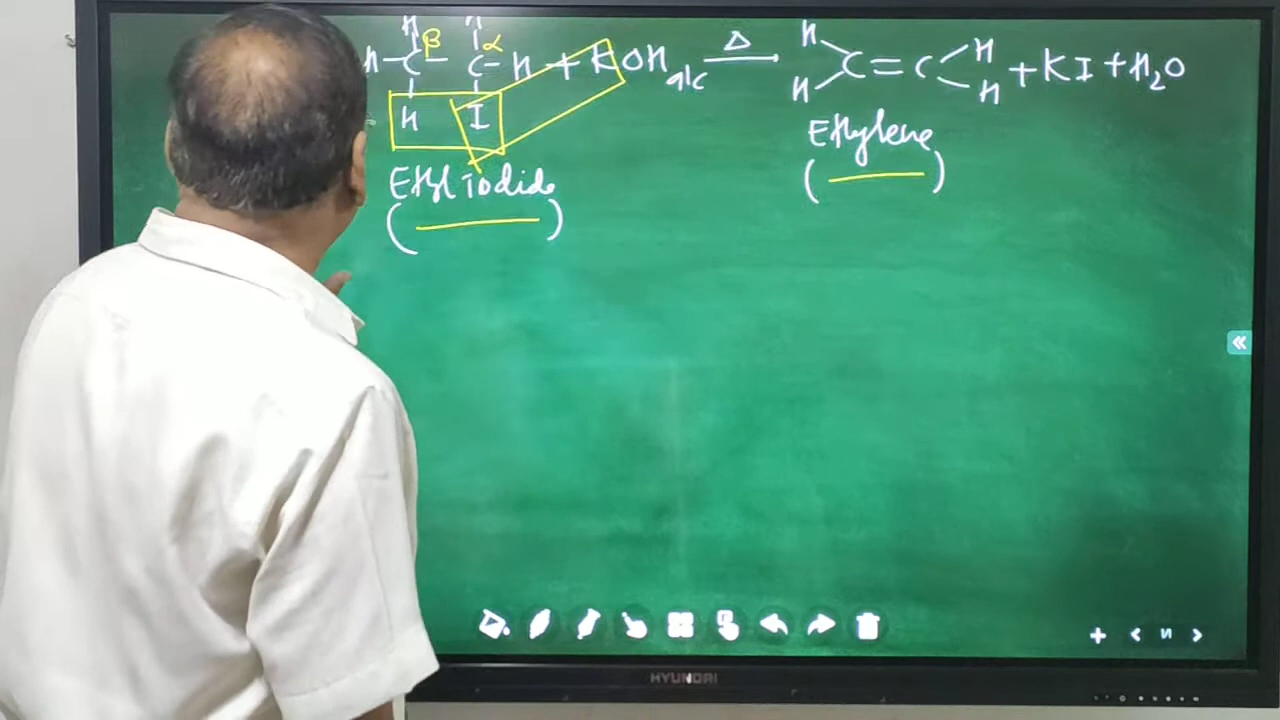 H H H H
H-C β - C α -H + KOH alc Δ C=C + KI + H₂O
H I H H
Ethyl iodide Ethylene
( ) ( )
HYUNDAI